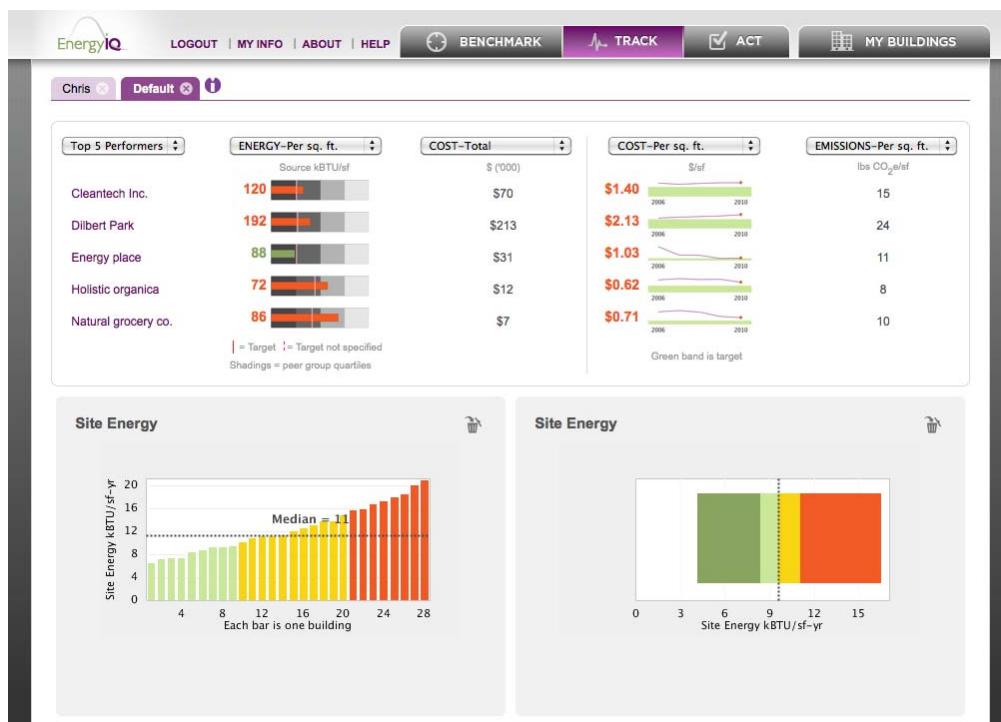 EnergyIQ
LOGOUT | MY INFO | ABOUT | HELP
BENCHMARK
TRACK
ACT
MY BUILDINGS
Chris
Default
i
Top 5 Performers
ENERGY–Per sq. ft.
COST–Total
COST–Per sq. ft.
EMISSIONS–Per sq. ft.
Source kBTU/sf
$ ('000)
$/sf
lbs CO2e/sf
Cleantech Inc. 120 $70 $1.40 2006 2010 15
Dilbert Park 192 $213 $2.13 2006 2010 24
Energy place 88 $31 $1.03 2006 2010 11
Holistic organica 72 $12 $0.62 2006 2010 8
Natural grocery co. 86 $7 $0.71 2006 2010 10
| = Target ¦ = Target not specified
Shadings = peer group quartiles
Green band is target
Site Energy
Site Energy kBTU/sf-yr
20
16
12
8
4
0
Median = 11
4 8 12 16 20 24 28
Each bar is one building
Site Energy
0 3 6 9 12 15
Site Energy kBTU/sf-yr